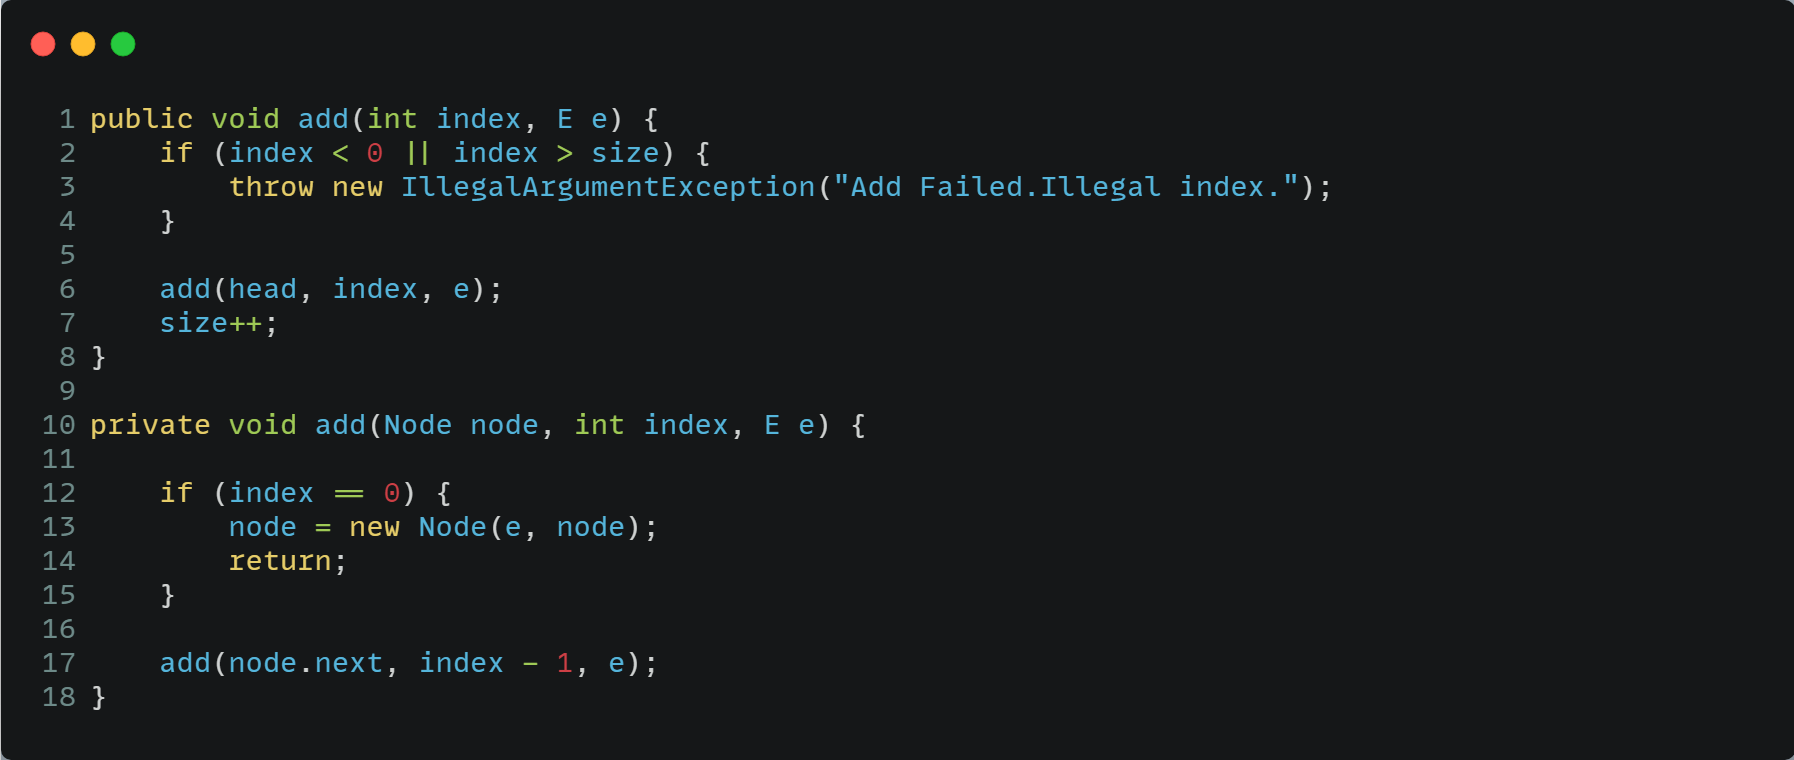 1 public void add(int index, E e) {
2     if (index < 0 || index > size) {
3         throw new IllegalArgumentException("Add Failed.Illegal index.");
4     }
5
6     add(head, index, e);
7     size++;
8 }
9
10 private void add(Node node, int index, E e) {
11
12     if (index == 0) {
13         node = new Node(e, node);
14         return;
15     }
16
17     add(node.next, index - 1, e);
18 }